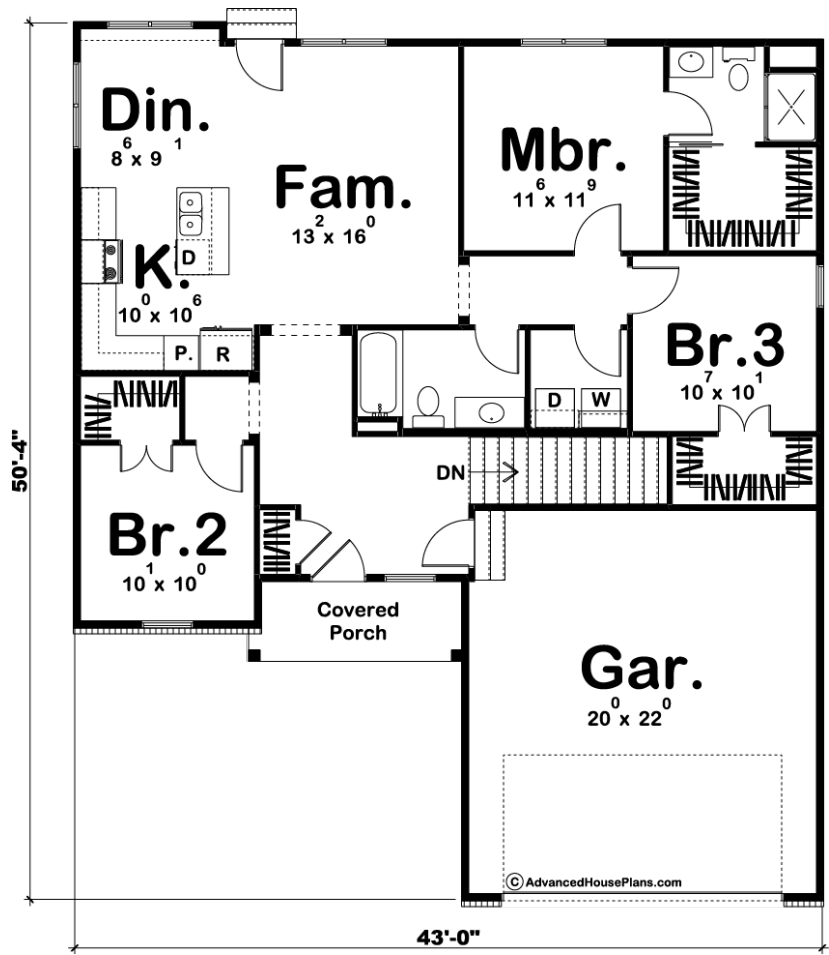 Din.
8⁶ x 9¹
Fam.
13² x 16⁰
Mbr.
11⁶ x 11⁹
D
K.
10⁰ x 10⁶
P.
R
Br.3
10⁷ x 10¹
D
W
DN
50'-4"
Br.2
10¹ x 10⁰
Covered
Porch
Gar.
20⁰ x 22⁰
© AdvancedHousePlans.com
43'-0"